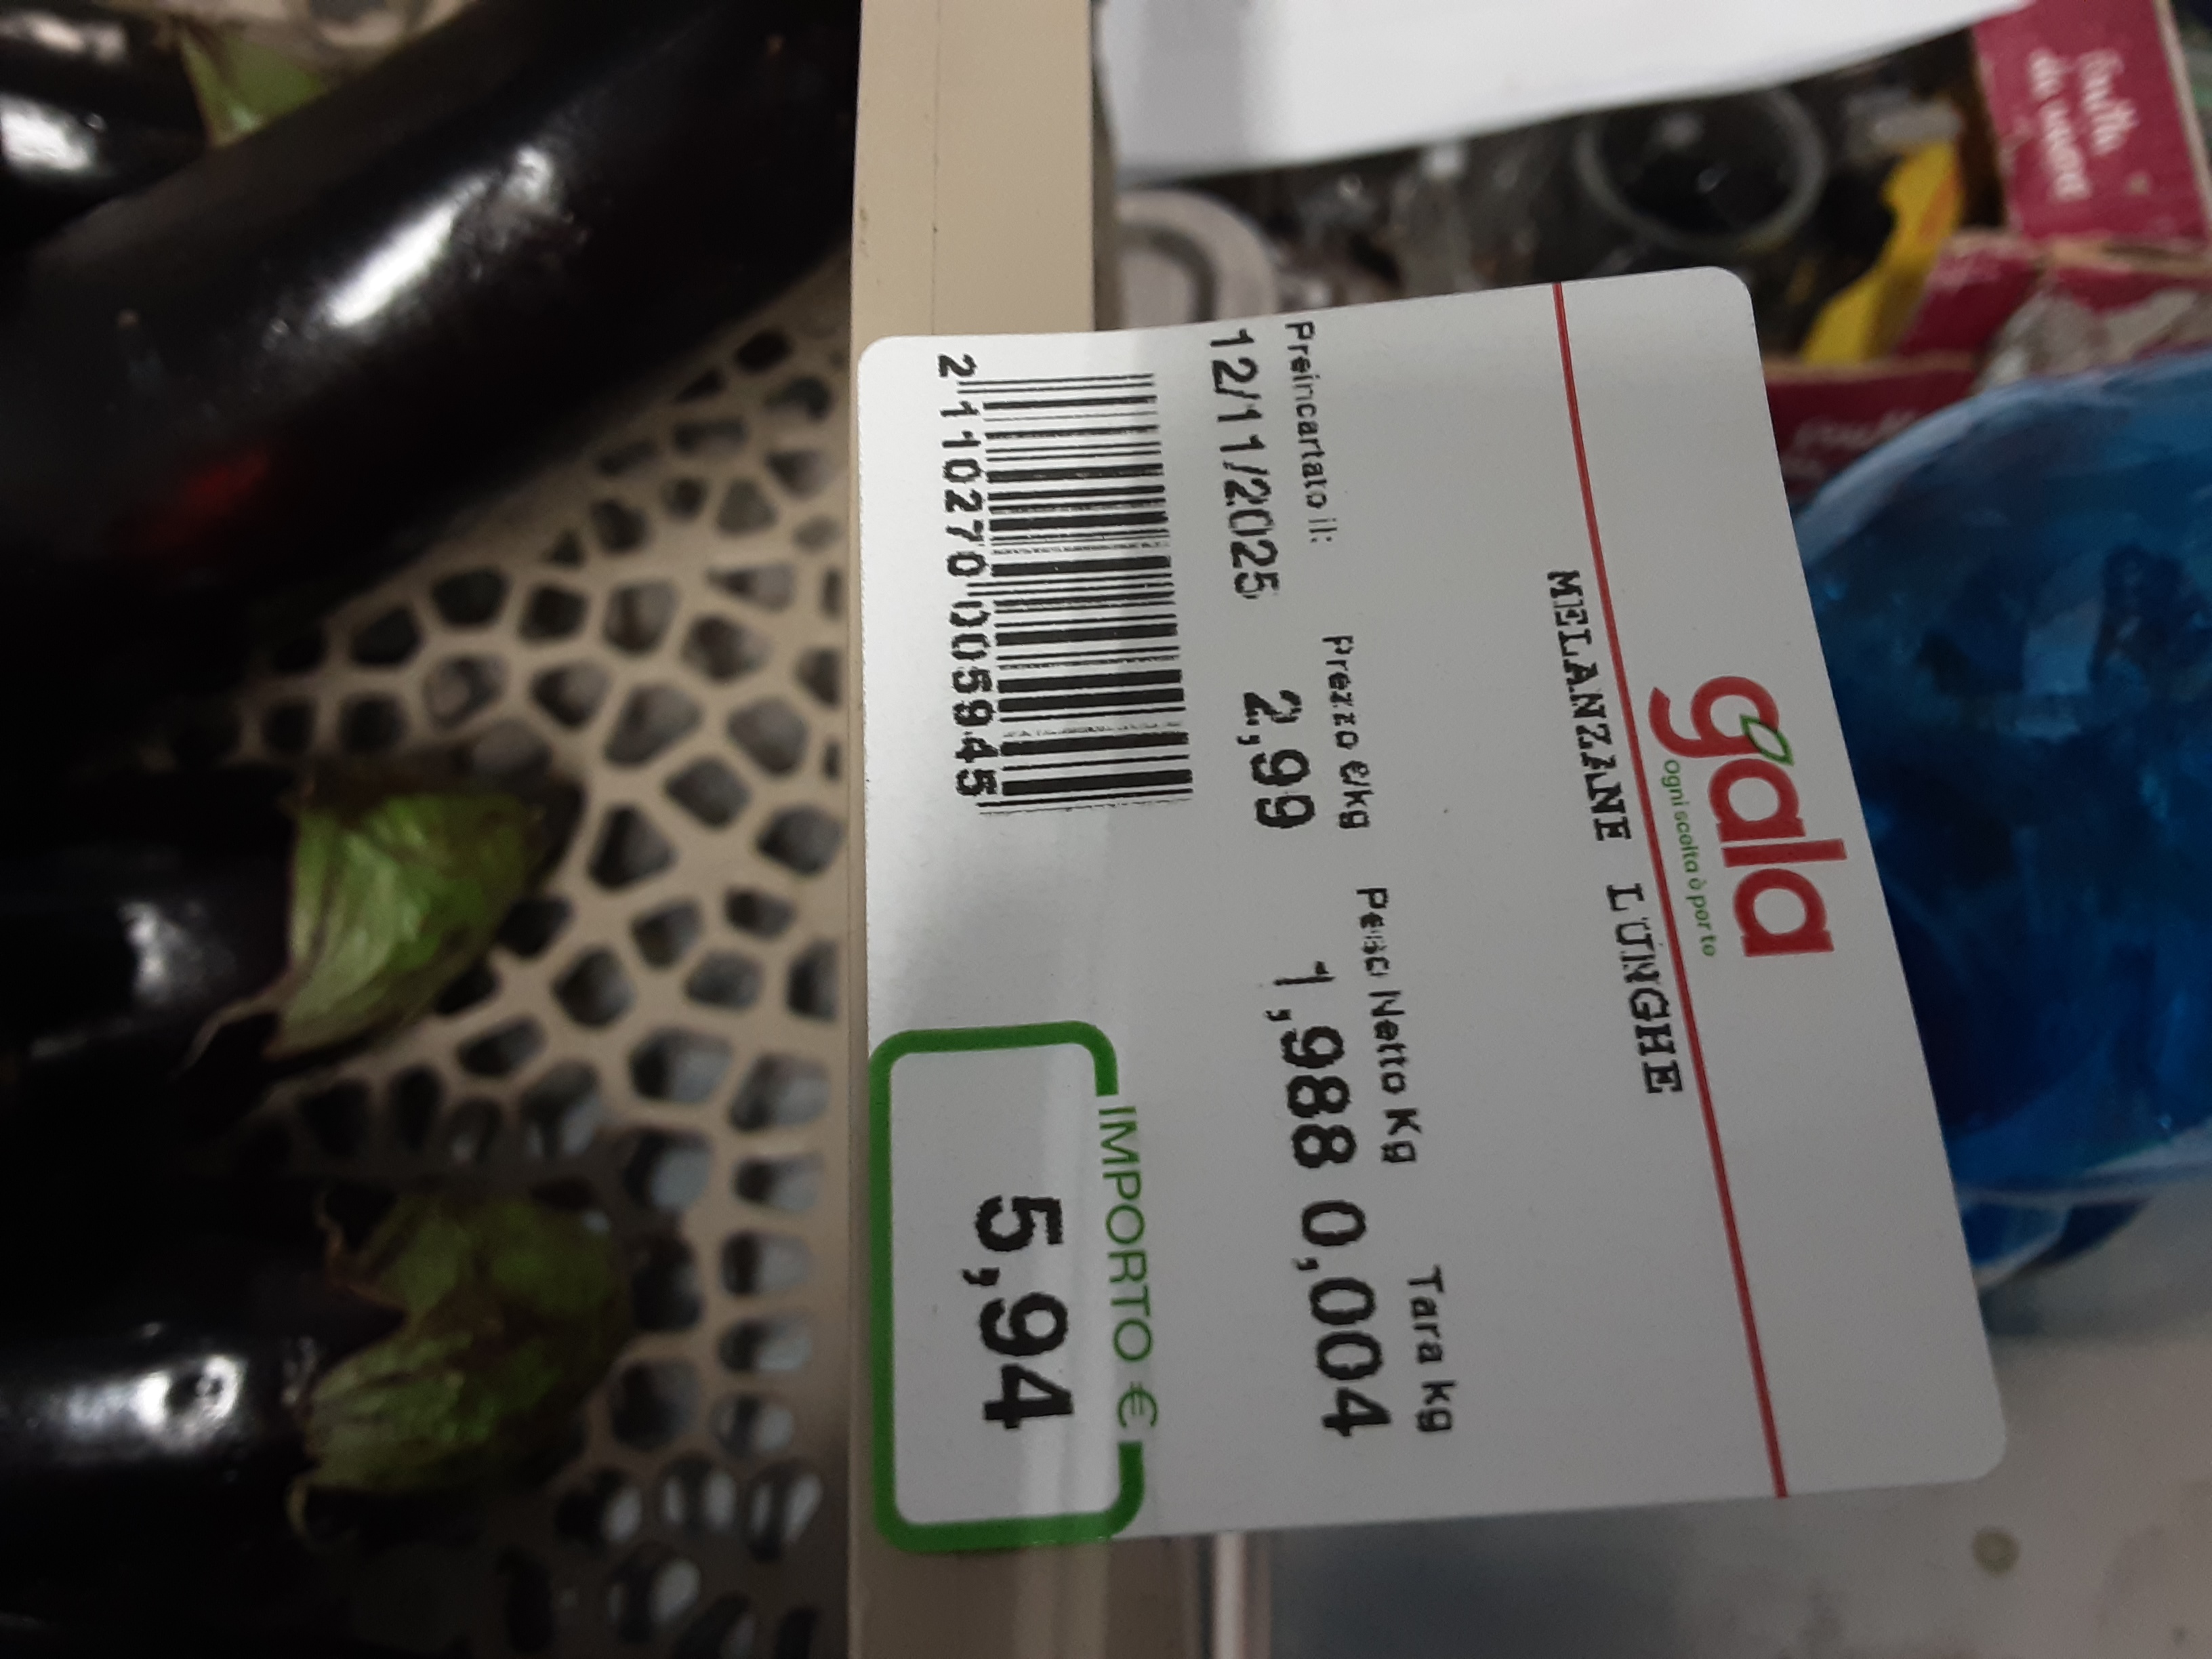 gala
ogni scelta è per te
MELANZANE LUNGHE
Preincartato il: Prezzo €/kg Peso Netto Kg Tara kg
12/11/2025 2,99 1,988 0,004
2 110270 005945
IMPORTO €
5,94